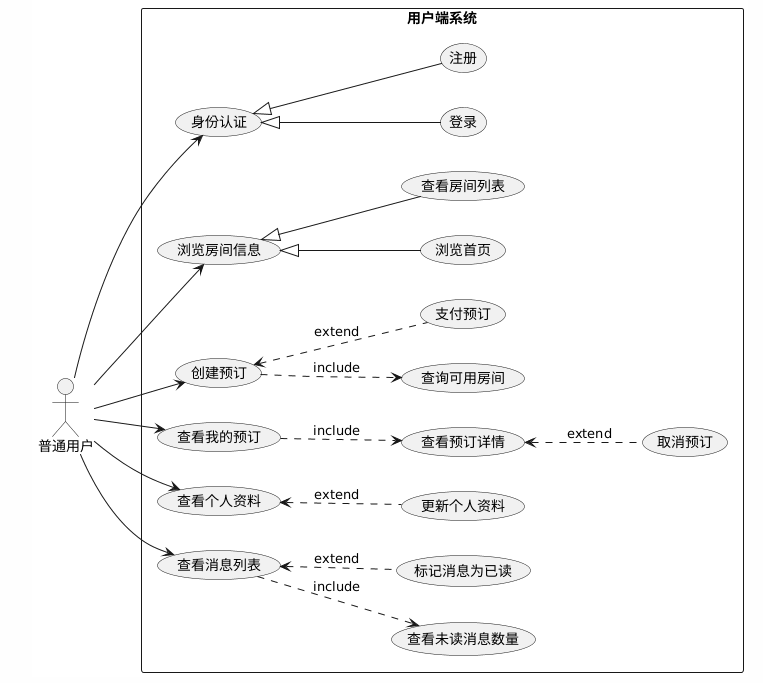 用户端系统
注册
身份认证
登录
查看房间列表
浏览房间信息
浏览首页
支付预订
extend
创建预订
include
查询可用房间
普通用户
查看我的预订
include
查看预订详情
extend
取消预订
查看个人资料
extend
更新个人资料
查看消息列表
extend
标记消息为已读
include
查看未读消息数量